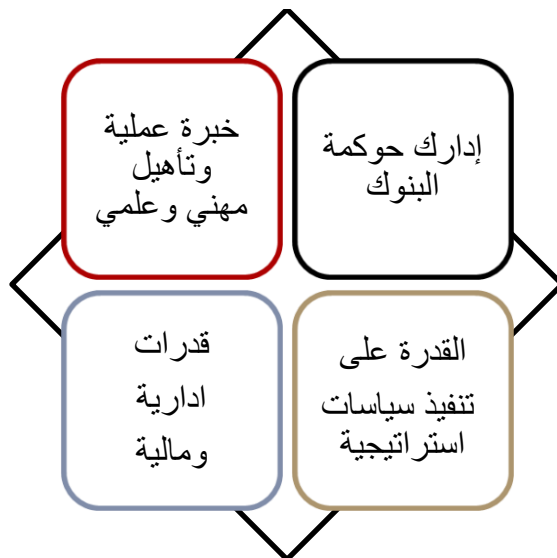 إدارك حوكمة
البنوك
خبرة عملية
وتأهيل
مهني وعلمي
القدرة على
تنفيذ سياسات
استراتيجية
قدرات
ادارية
ومالية